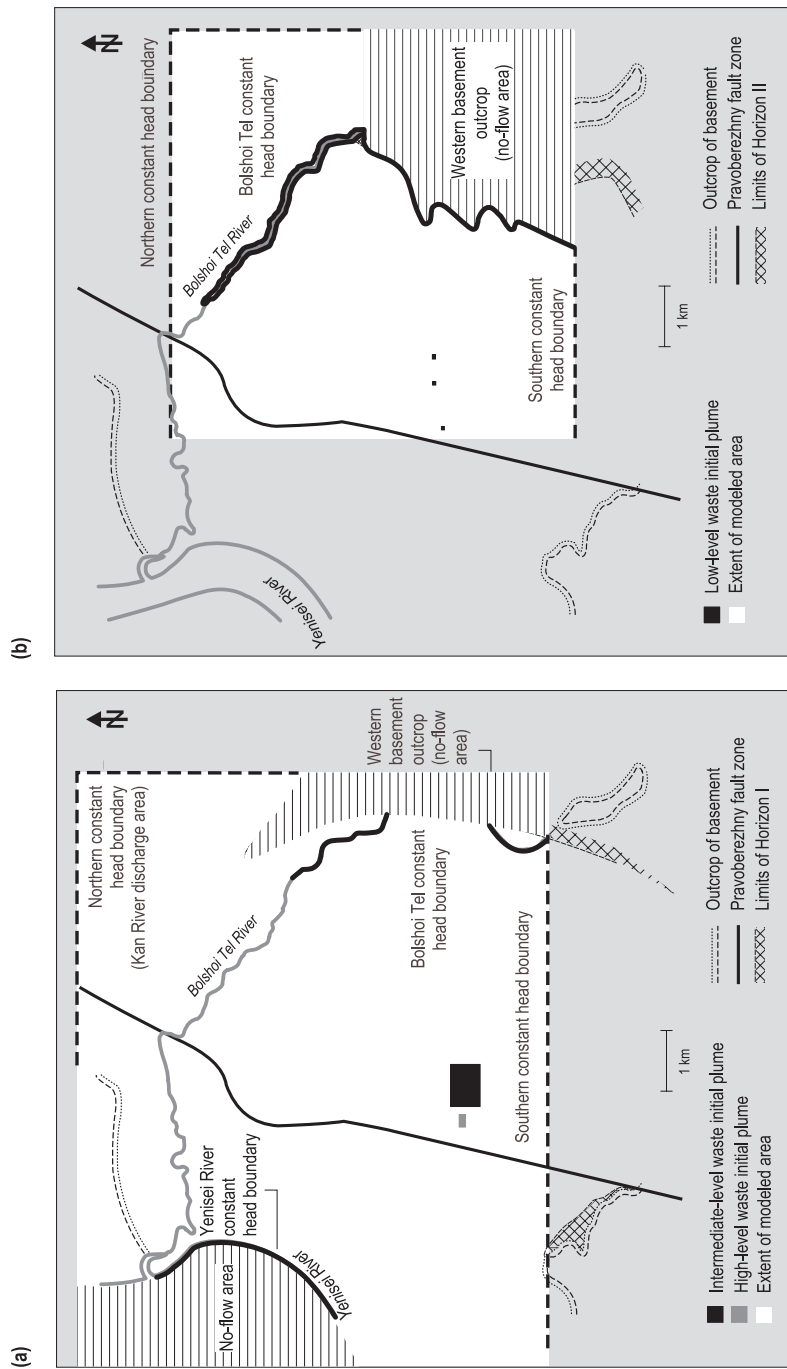 (a)
N
Northern constant
head boundary
(Kan River discharge area)
Bolshoi Tel River
Western
basement
outcrop
(no-flow
area)
Yenisei River
constant
head boundary
No-flow area
Yenisei River
Bolshoi Tel constant
head boundary
Southern constant head boundary
1 km
Intermediate-level waste initial plume
High-level waste initial plume
Extent of modeled area
Outcrop of basement
Pravoberezhny fault zone
Limits of Horizon I
(b)
N
Northern constant head boundary
Bolshoi Tel River
Bolshoi Tel constant
head boundary
Yenisei River
Western basement
outcrop
(no-flow area)
Southern constant
head boundary
1 km
Low-level waste initial plume
Extent of modeled area
Outcrop of basement
Pravoberezhny fault zone
Limits of Horizon II